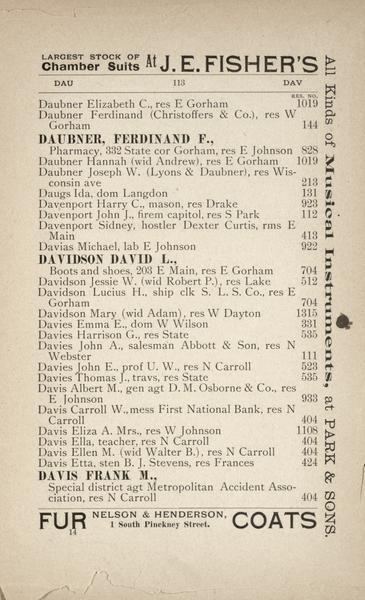 LARGEST STOCK OF
Chamber Suits At J. E. FISHER'S
DAU 113 DAV
RES. NO.
Daubner Elizabeth C., res E Gorham 1019
Daubner Ferdinand (Christoffers & Co.), res W
Gorham 144
DAUBNER, FERDINAND F.,
Pharmacy, 332 State cor Gorham, res E Johnson 828
Daubner Hannah (wid Andrew), res E Gorham 1019
Daubner Joseph W. (Lyons & Daubner), res Wis-
consin ave 213
Daugs Ida, dom Langdon 131
Davenport Harry C., mason, res Drake 923
Davenport John J., firem capitol, res S Park 112
Davenport Sidney, hostler Dexter Curtis, rms E
Main 413
Davias Michael, lab E Johnson 922
DAVIDSON DAVID L.,
Boots and shoes, 203 E Main, res E Gorham 704
Davidson Jessie W. (wid Robert P.), res Lake 512
Davidson Lucius H., ship clk S. L. S. Co., res E
Gorham 704
Davidson Mary (wid Adam), res W Dayton 1315
Davies Emma E., dom W Wilson 331
Davies Harrison G., res State 535
Davies John A., salesman Abbott & Son, res N
Webster 111
Davies John E., prof U. W., res N Carroll 523
Davies Thomas J., travs, res State 535
Davis Albert M., gen agt D. M. Osborne & Co., res
E Johnson 933
Davis Carroll W., mess First National Bank, res N
Carroll 404
Davis Eliza A. Mrs., res W Johnson 1108
Davis Ella, teacher, res N Carroll 404
Davis Ellen M. (wid Walter B.), res N Carroll 404
Davis Etta, sten B. J. Stevens, res Frances 424
DAVIS FRANK M.,
Special district agt Metropolitan Accident Asso-
ciation, res N Carroll 404
FUR NELSON & HENDERSON, COATS
1 South Pinckney Street.
14
All Kinds of Musical Instruments, at PARK & SONS.